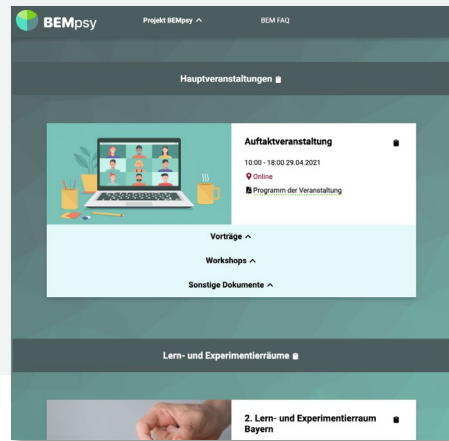 BEMpsy
Projekt BEMpsy
BEM FAQ
Hauptveranstaltungen
Auftaktveranstaltung
10:00 - 18:00 29.04.2021
Online
Programm der Veranstaltung
Vorträge
Workshops
Sonstige Dokumente
Lern- und Experimentierräume
2. Lern- und Experimentierraum
Bayern